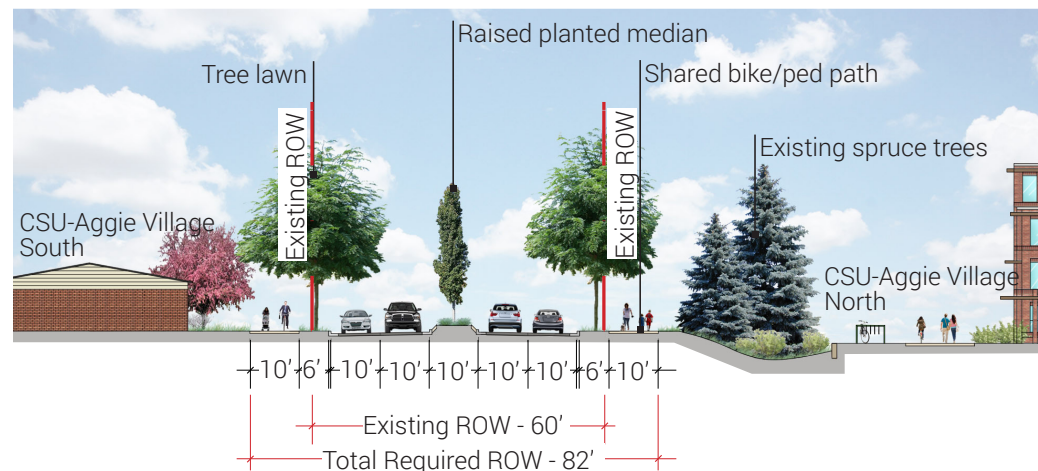 Raised planted median
Tree lawn
Shared bike/ped path
Existing ROW
Existing ROW
Existing spruce trees
CSU-Aggie Village
South
CSU-Aggie Village
North
10’ 6’ 10’ 10’ 10’ 10’ 10’ 6’ 10’
Existing ROW - 60’
Total Required ROW - 82’